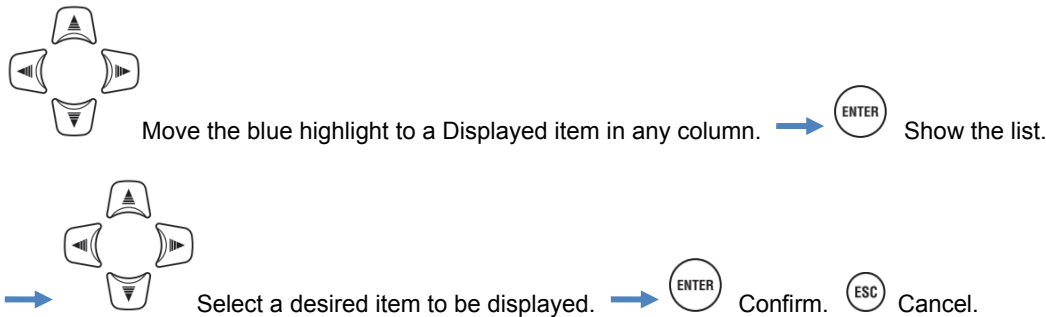 Move the blue highlight to a Displayed item in any column. ENTER Show the list.
Select a desired item to be displayed. ENTER Confirm. ESC Cancel.